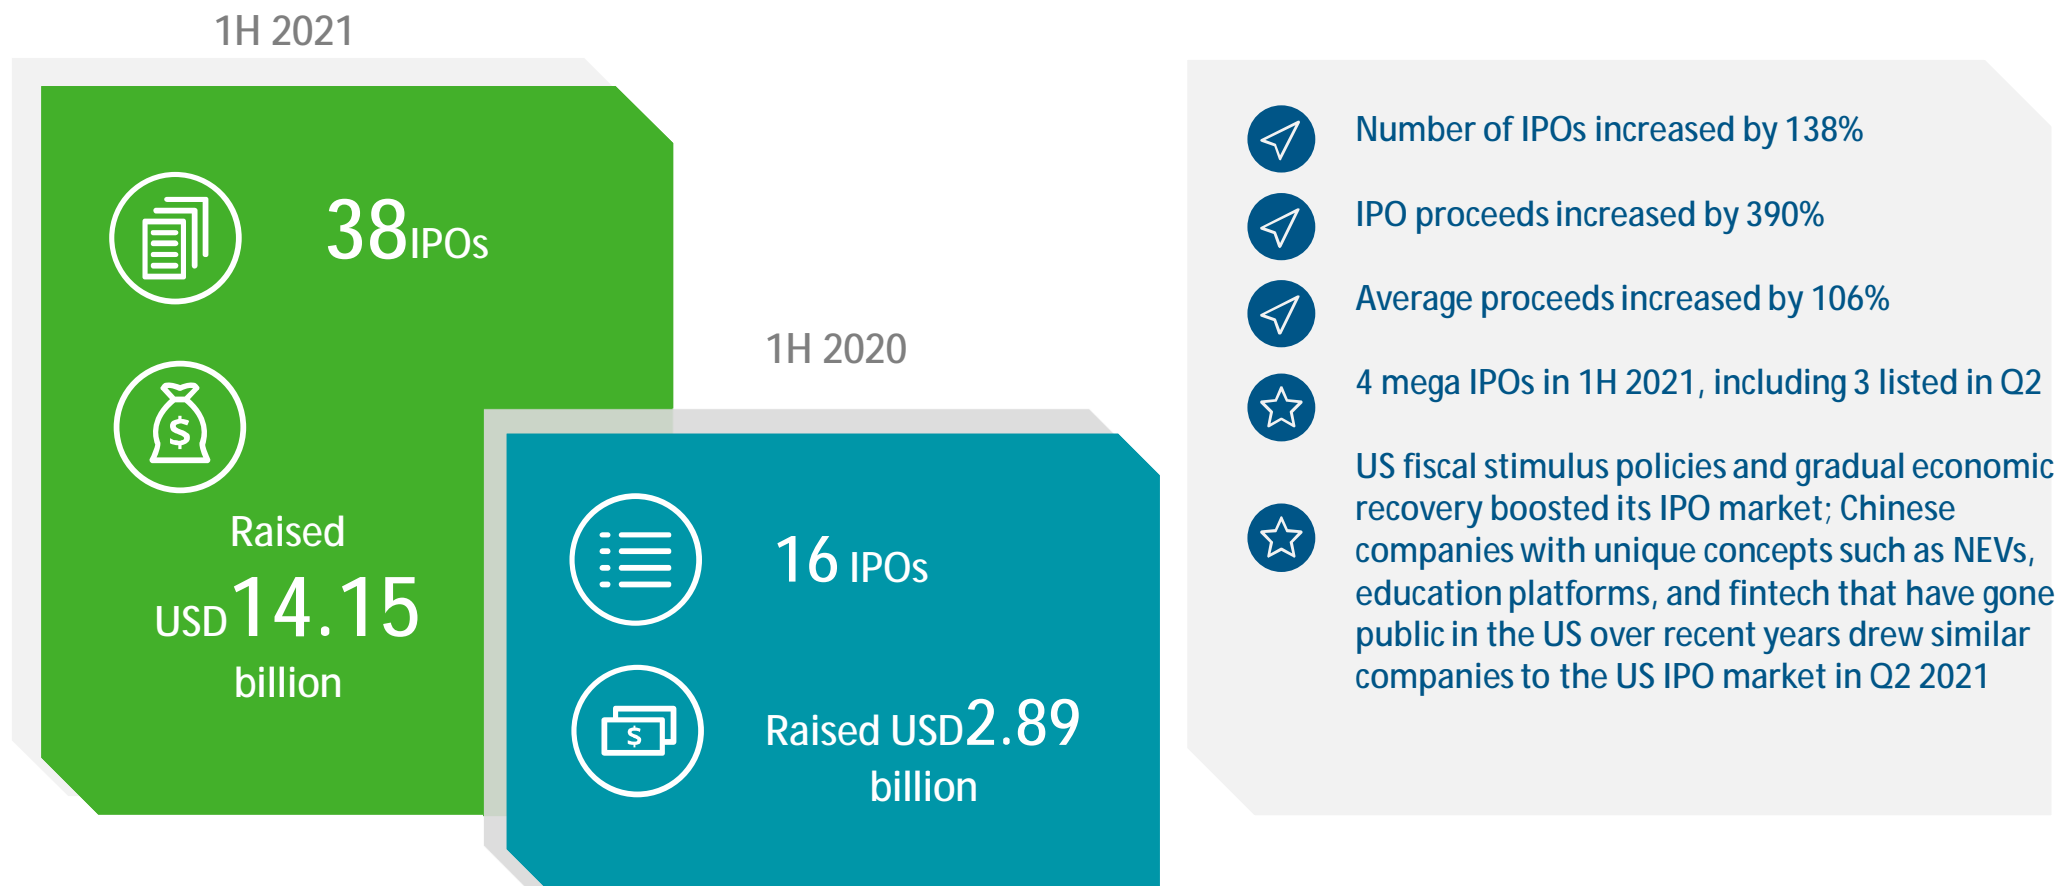 1H 2021
38IPOs
Raised
USD14.15
billion
1H 2020
16 IPOs
Raised USD2.89
billion
Number of IPOs increased by 138%
IPO proceeds increased by 390%
Average proceeds increased by 106%
4 mega IPOs in 1H 2021, including 3 listed in Q2
US fiscal stimulus policies and gradual economic
recovery boosted its IPO market; Chinese
companies with unique concepts such as NEVs,
education platforms, and fintech that have gone
public in the US over recent years drew similar
companies to the US IPO market in Q2 2021